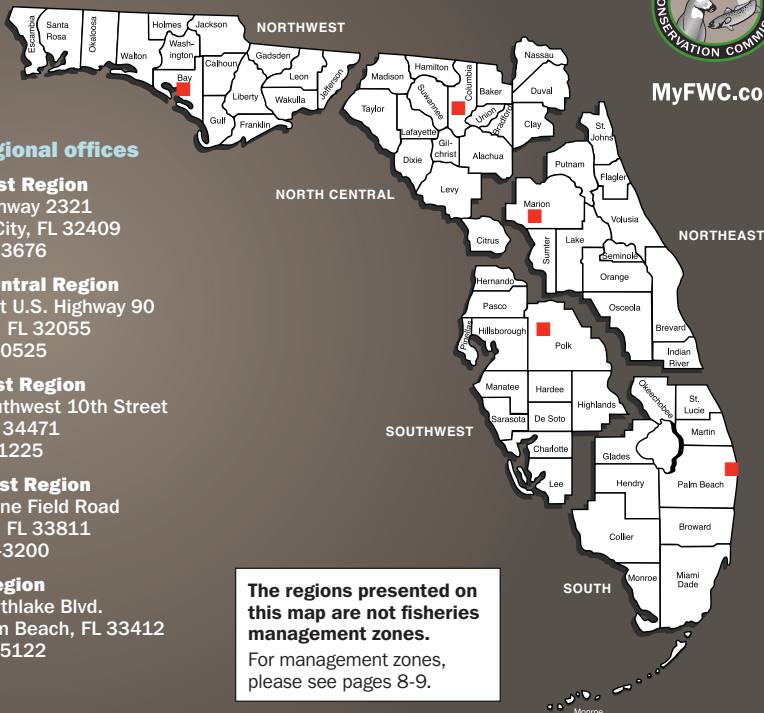 ONSERVATION COMMIS
MyFWC.co
gional offices
st Region
hway 2321
City, FL 32409
3676
ntral Region
t U.S. Highway 90
, FL 32055
0525
st Region
uthwest 10th Street
34471
1225
st Region
ne Field Road
, FL 33811
-3200
egion
rthlake Blvd.
m Beach, FL 33412
5122
NORTHWEST
Escambia
Santa
Rosa
Okaloosa
Walton
Holmes
Jackson
Wash-
ington
Bay
Calhoun
Gulf
Liberty
Franklin
Gadsden
Leon
Wakulla
Jefferson
NORTH CENTRAL
Madison
Hamilton
Taylor
Suwannee
Columbia
Baker
Union
Bradford
Lafayette
Gil-
christ
Dixie
Alachua
Levy
Citrus
NORTHEAST
Nassau
Duval
Clay
St.
Johns
Putnam
Flagler
Marion
Volusia
Sumter
Lake
Seminole
Orange
Osceola
Brevard
Indian
River
SOUTHWEST
Hernando
Pasco
Pinellas
Hillsborough
Polk
Manatee
Hardee
Highlands
Sarasota
De Soto
Charlotte
Lee
SOUTH
Okeechobee
St.
Lucie
Martin
Glades
Hendry
Palm Beach
Collier
Broward
Monroe
Miami
Dade
Monroe
The regions presented on
this map are not fisheries
management zones.
For management zones,
please see pages 8-9.